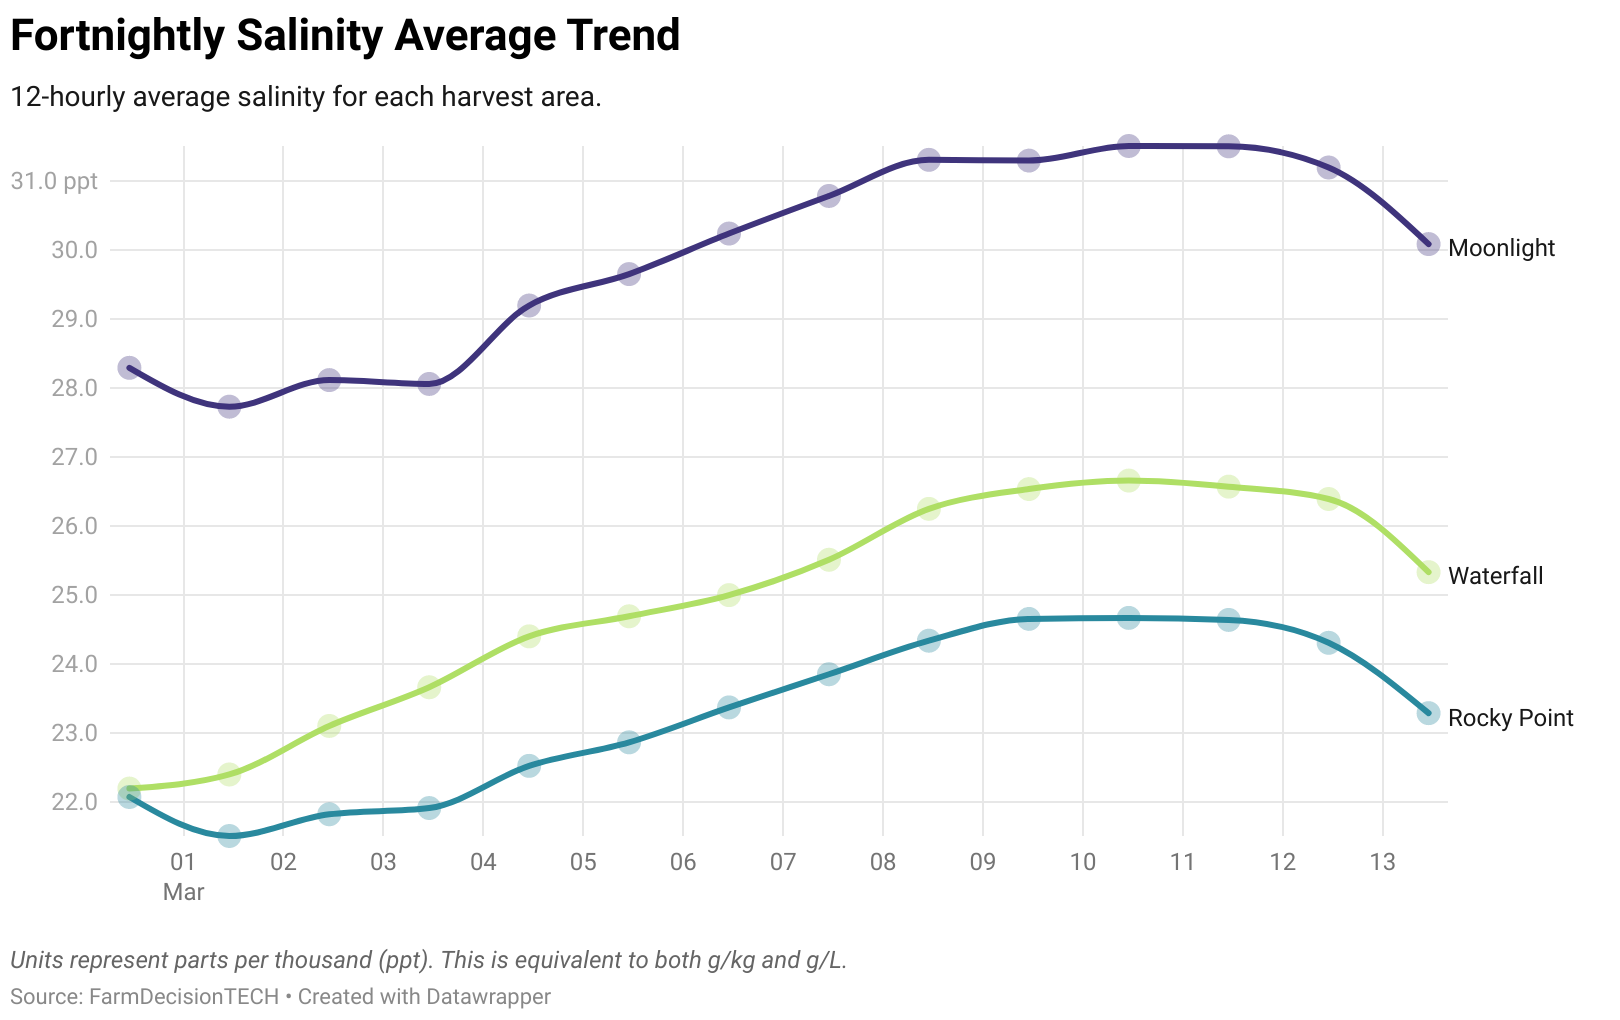 Fortnightly Salinity Average Trend
12-hourly average salinity for each harvest area.
31.0 ppt
30.0
Moonlight
29.0
28.0
27.0
26.0
25.0
Waterfall
24.0
23.0
Rocky Point
22.0
01 02 03 04 05 06 07 08 09 10 11 12 13
Mar
Units represent parts per thousand (ppt). This is equivalent to both g/kg and g/L.
Source: FarmDecisionTECH • Created with Datawrapper